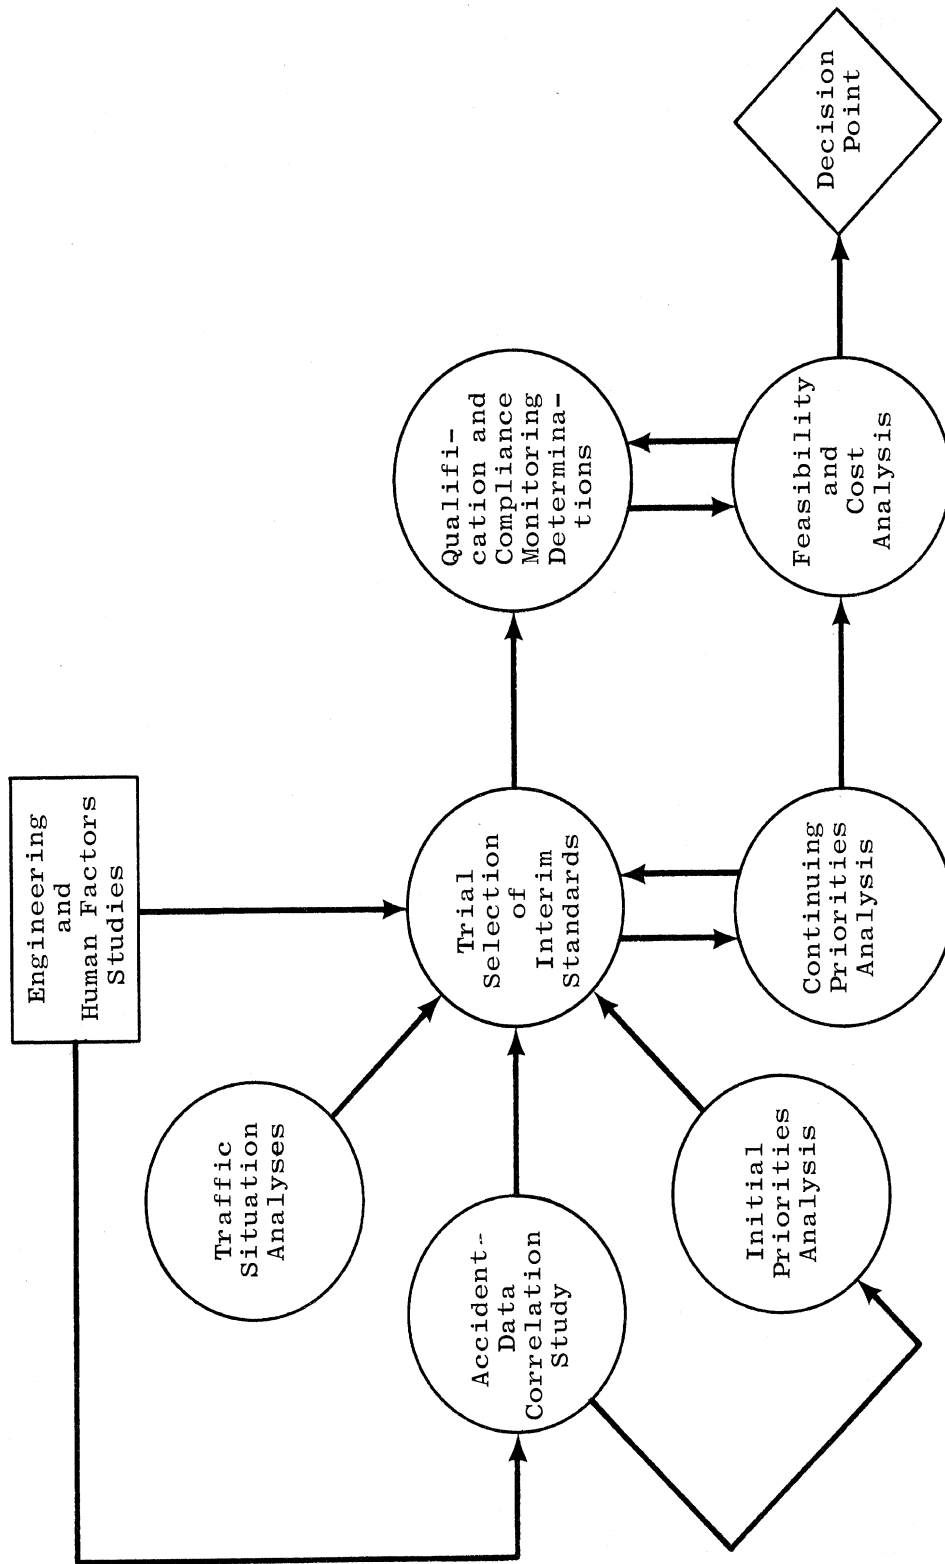 Engineering
and
Human Factors
Studies
Traffic
Situation
Analyses
Accident-
Data
Correlation
Study
Initial
Priorities
Analysis
Trial
Selection
of
Interim
Standards
Continuing
Priorities
Analysis
Qualifi-
cation and
Compliance
Monitoring
Determina-
tions
Feasibility
and
Cost
Analysis
Decision
Point